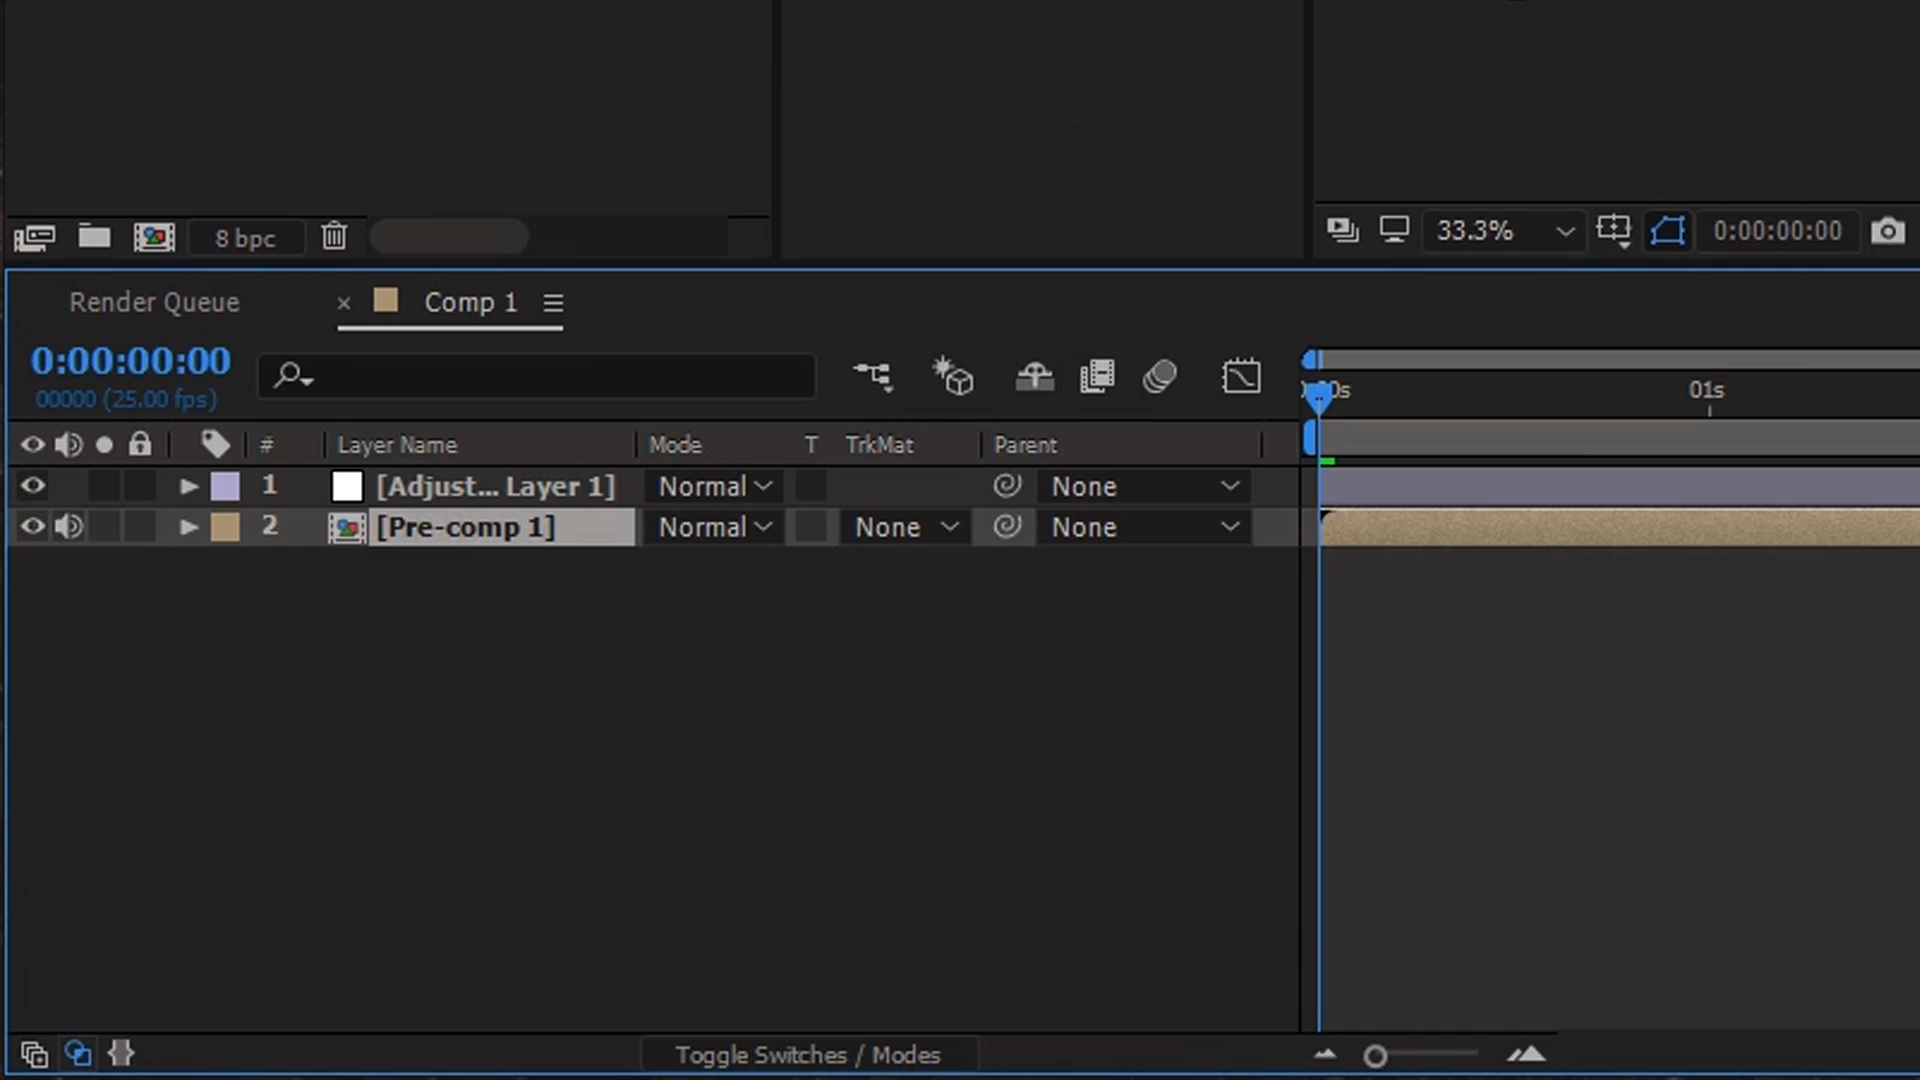 8 bpc
33.3%
0:00:00:00
Render Queue
Comp 1
0:00:00:00
00000 (25.00 fps)
01s
# Layer Name Mode T TrkMat Parent
1 [Adjust... Layer 1] Normal None
2 [Pre-comp 1] Normal None None
Toggle Switches / Modes